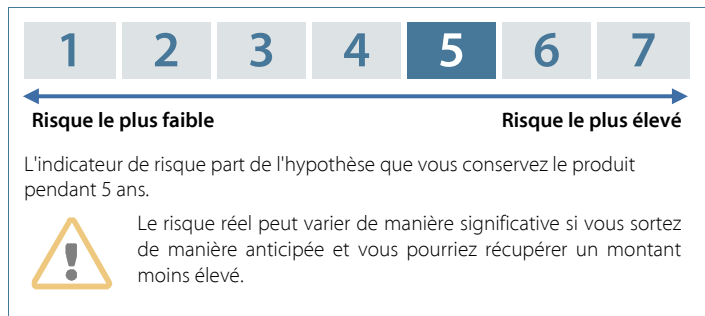 1 2 3 4 5 6 7
Risque le plus faible Risque le plus élevé
L'indicateur de risque part de l'hypothèse que vous conservez le produit
pendant 5 ans.
Le risque réel peut varier de manière significative si vous sortez
de manière anticipée et vous pourriez récupérer un montant
moins élevé.